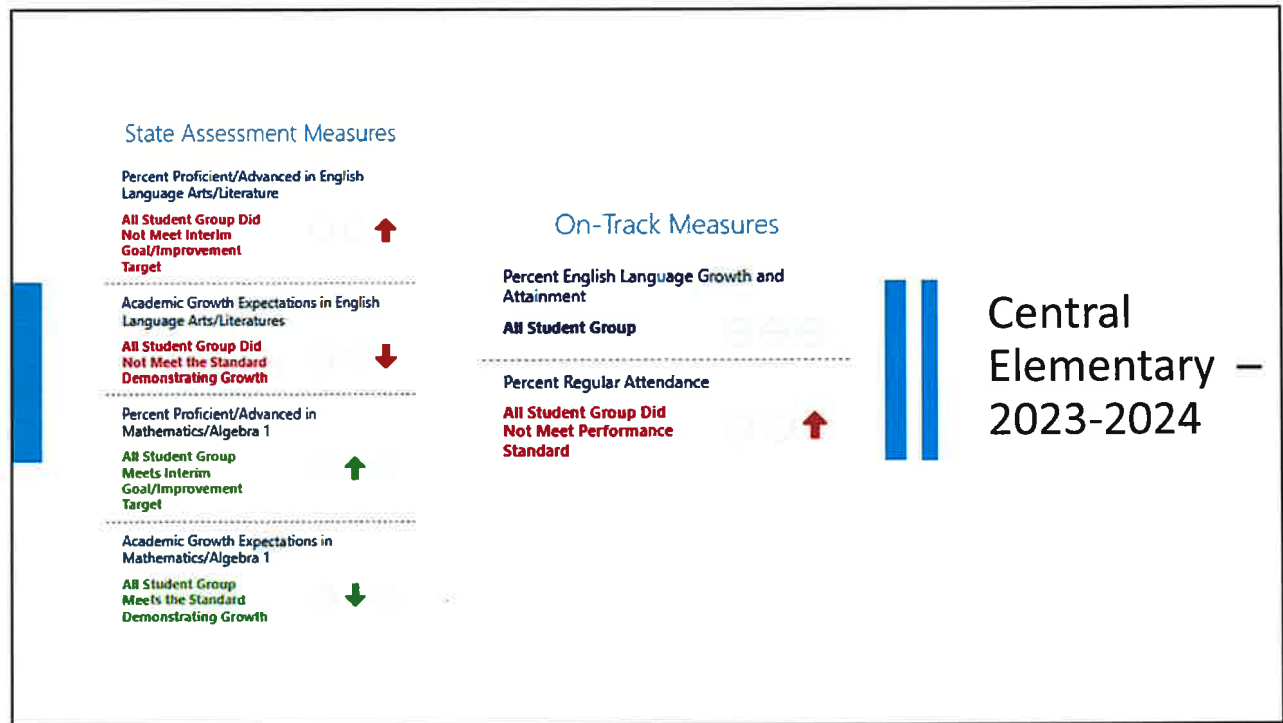 State Assessment Measures
Percent Proficient/Advanced in English
Language Arts/Literature
All Student Group Did
Not Meet Interim
Goal/Improvement
Target
Academic Growth Expectations in English
Language Arts/Literatures
All Student Group Did
Not Meet the Standard
Demonstrating Growth
Percent Proficient/Advanced in
Mathematics/Algebra 1
All Student Group
Meets Interim
Goal/Improvement
Target
Academic Growth Expectations in
Mathematics/Algebra 1
All Student Group
Meets the Standard
Demonstrating Growth
On-Track Measures
Percent English Language Growth and
Attainment
All Student Group
Percent Regular Attendance
All Student Group Did
Not Meet Performance
Standard
Central
Elementary –
2023-2024